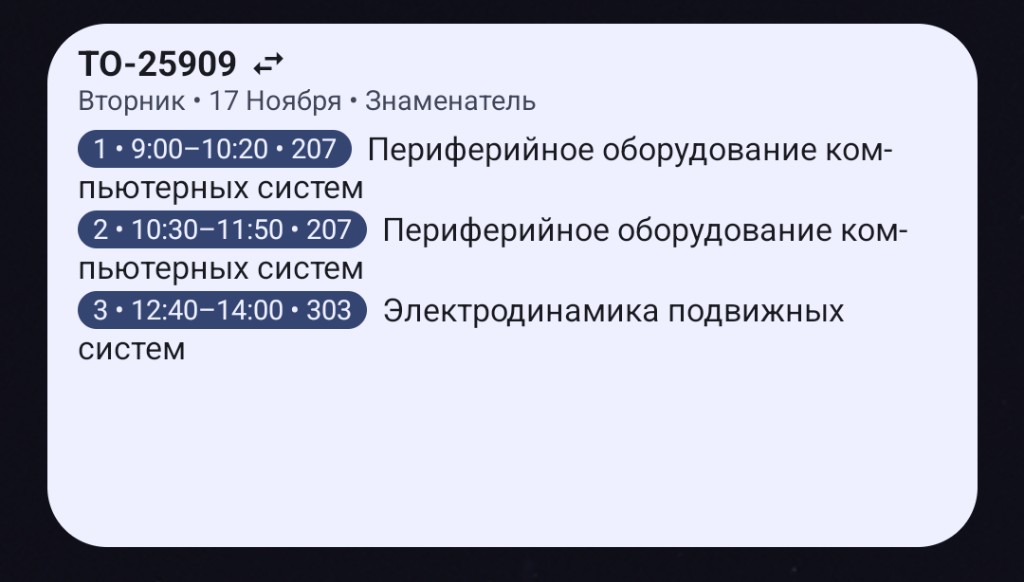 ТО-25909
Вторник • 17 Ноября • Знаменатель
1 • 9:00–10:20 • 207 Периферийное оборудование ком-
пьютерных систем
2 • 10:30–11:50 • 207 Периферийное оборудование ком-
пьютерных систем
3 • 12:40–14:00 • 303 Электродинамика подвижных
систем